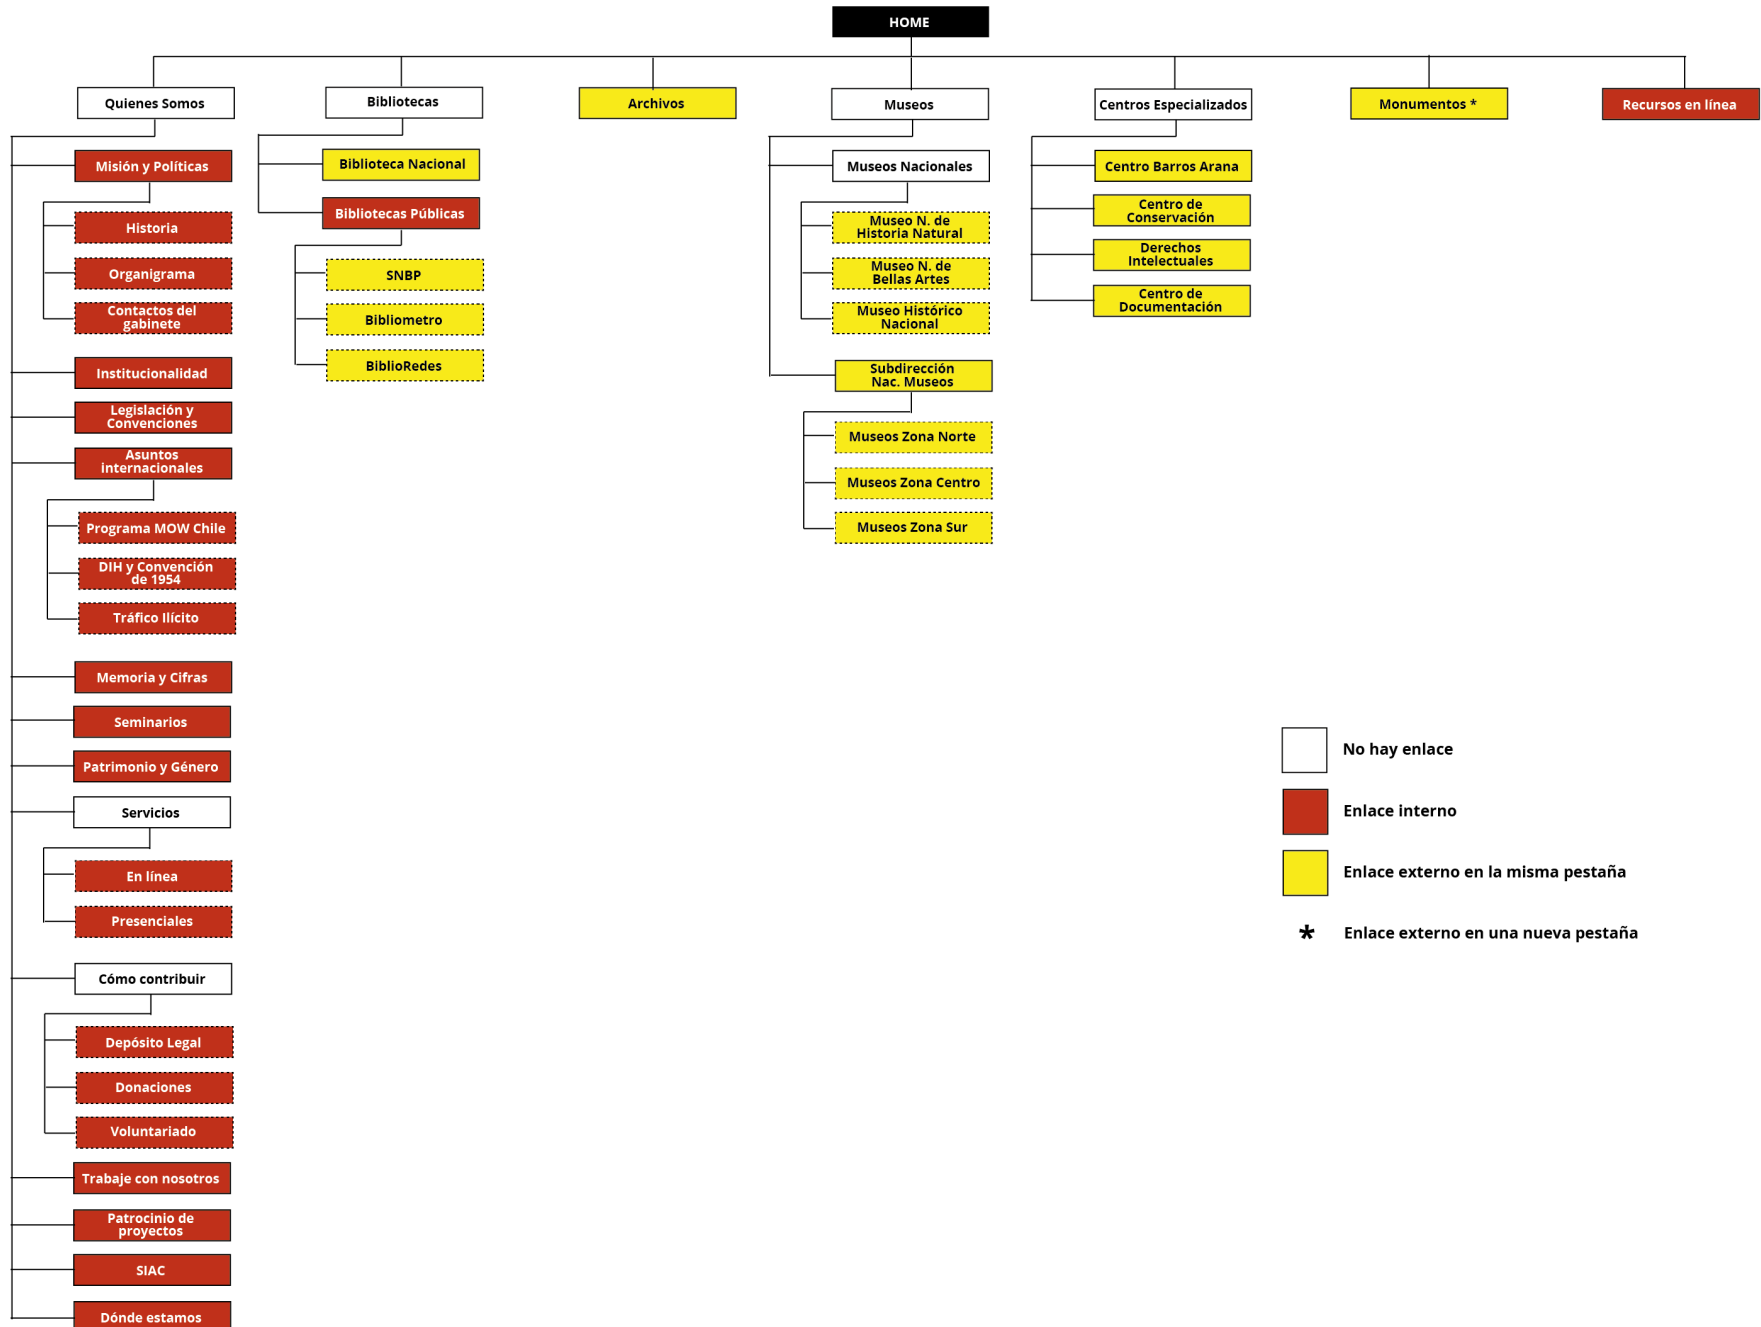 HOME
Quienes Somos
Misión y Políticas
Historia
Organigrama
Contactos del
gabinete
Institucionalidad
Legislación y
Convenciones
Asuntos
internacionales
Programa MOW Chile
DIH y Convención
de 1954
Tráfico Ilícito
Memoria y Cifras
Seminarios
Patrimonio y Género
Servicios
En línea
Presenciales
Cómo contribuir
Depósito Legal
Donaciones
Voluntariado
Trabaje con nosotros
Patrocinio de
proyectos
SIAC
Dónde estamos
Bibliotecas
Biblioteca Nacional
Bibliotecas Públicas
SNBP
Bibliometro
BiblioRedes
Archivos
Museos
Museos Nacionales
Museo N. de
Historia Natural
Museo N. de
Bellas Artes
Museo Histórico
Nacional
Subdirección
Nac. Museos
Museos Zona Norte
Museos Zona Centro
Museos Zona Sur
Centros Especializados
Centro Barros Arana
Centro de
Conservación
Derechos
Intelectuales
Centro de
Documentación
Monumentos *
Recursos en línea
No hay enlace
Enlace interno
Enlace externo en la misma pestaña
* Enlace externo en una nueva pestaña